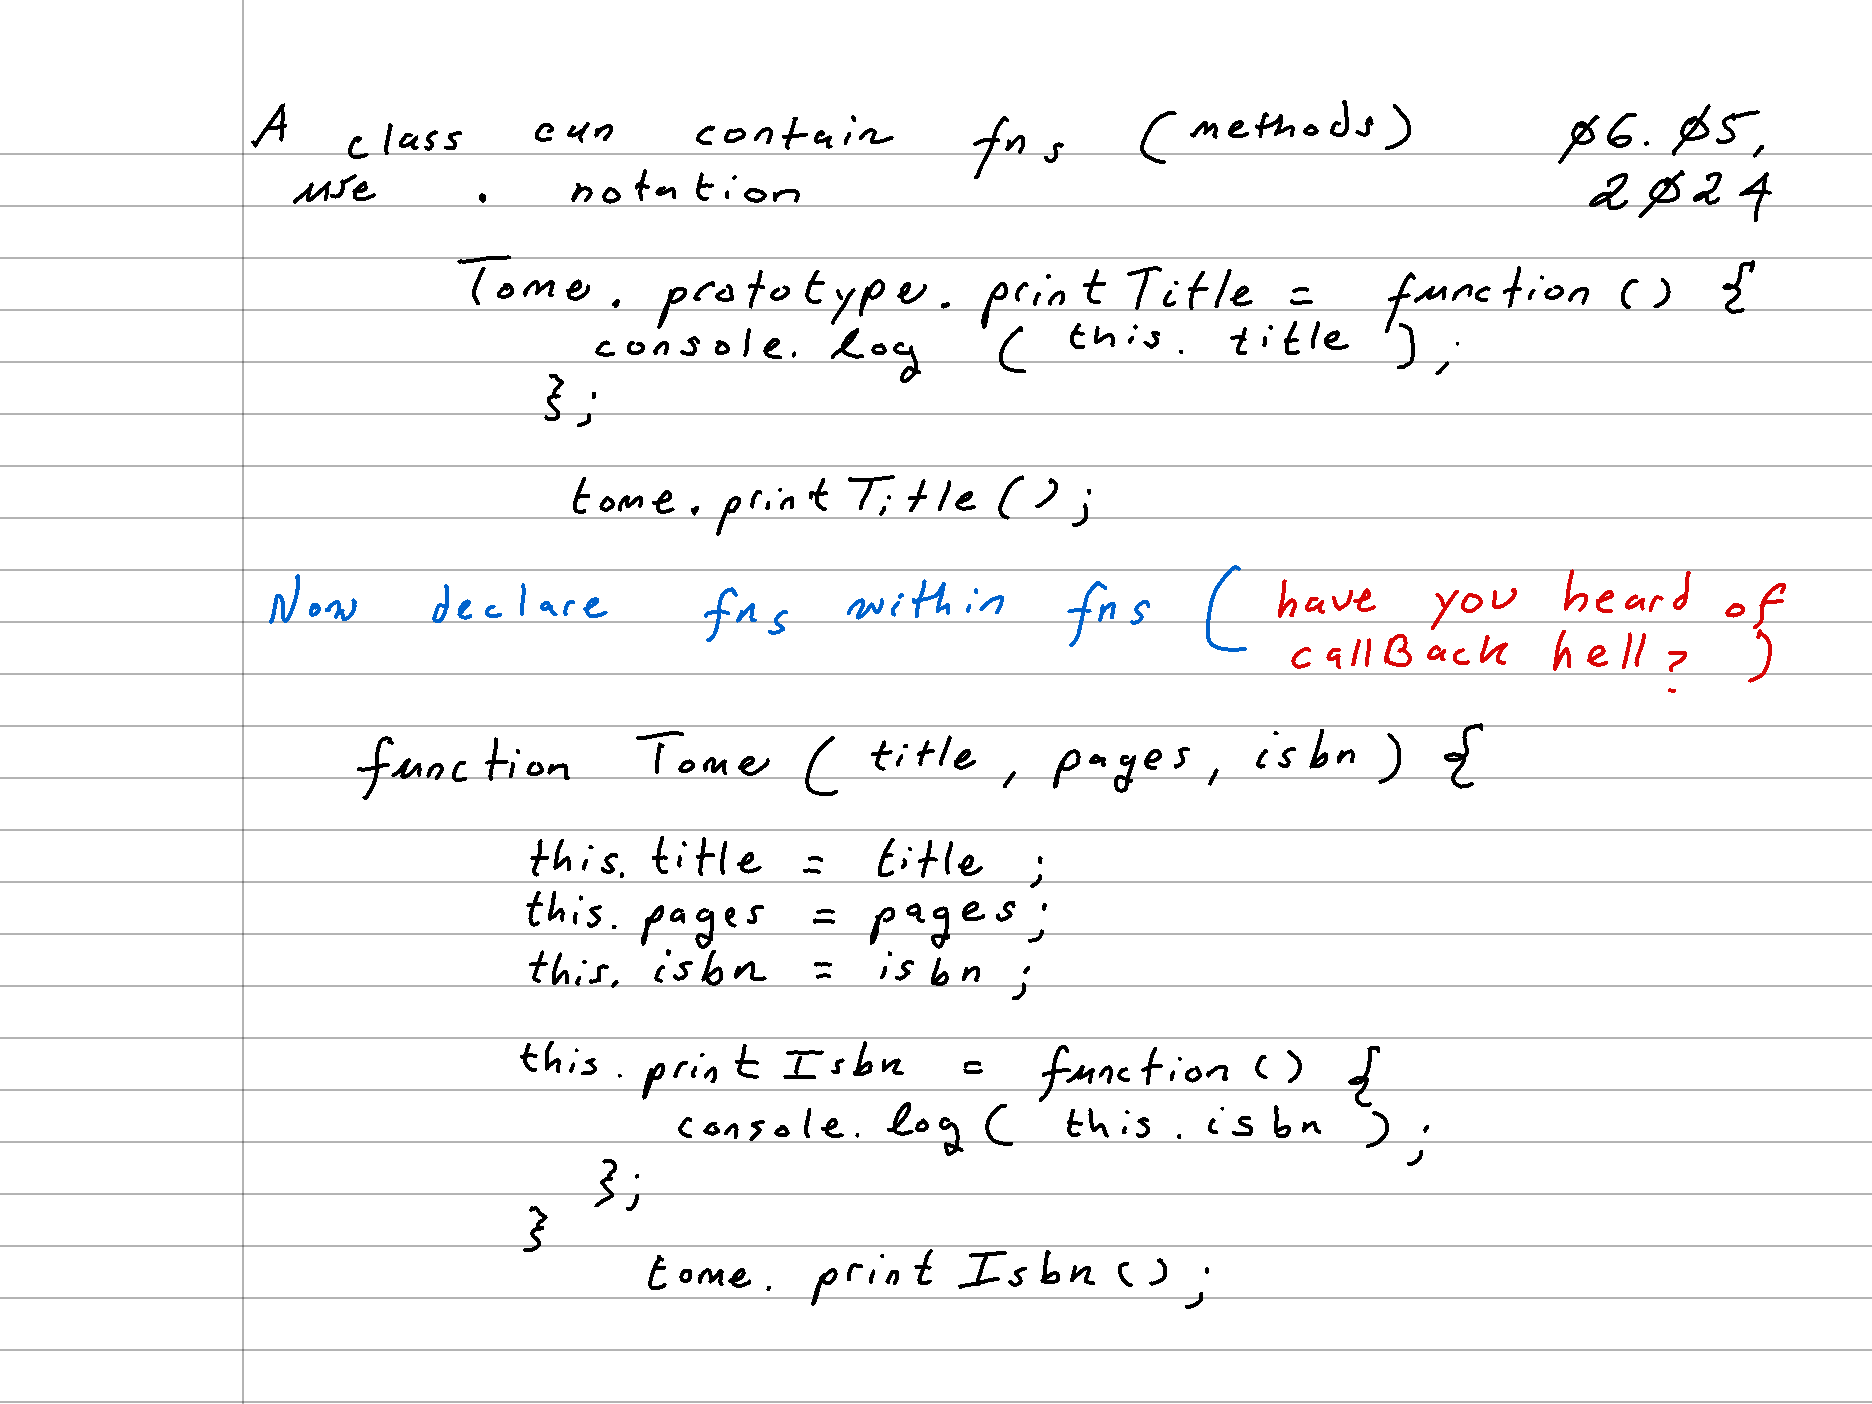 A class can contain fns (methods) ø6.ø5,
use . notation 2ø24
Tome.prototype.printTitle = function() {
console.log ( this.title );
};
tome.printTitle();
Now declare fns within fns ( have you heard of
callBack hell? )
function Tome ( title, pages, isbn) {
this.title = title ;
this.pages = pages;
this.isbn = isbn ;
this.printIsbn = function() {
console.log( this.isbn );
};
}
tome.printIsbn();